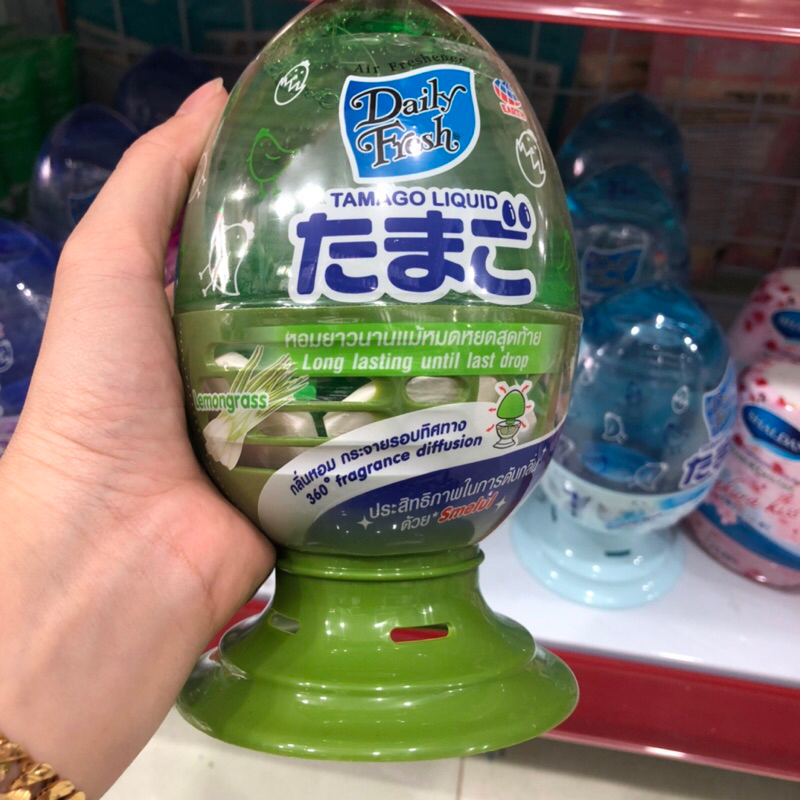 Air Freshener
Daily
Fresh
EARTH
TAMAGO LIQUID
たまご
หอมยาวนานแม้หมดหยดสุดท้าย
Long lasting until last drop
Lemongrass
กลิ่นหอม กระจายรอบทิศทาง
360° fragrance diffusion
ประสิทธิภาพในการดับกลิ่น
ด้วย *Smelul
SHALDAN